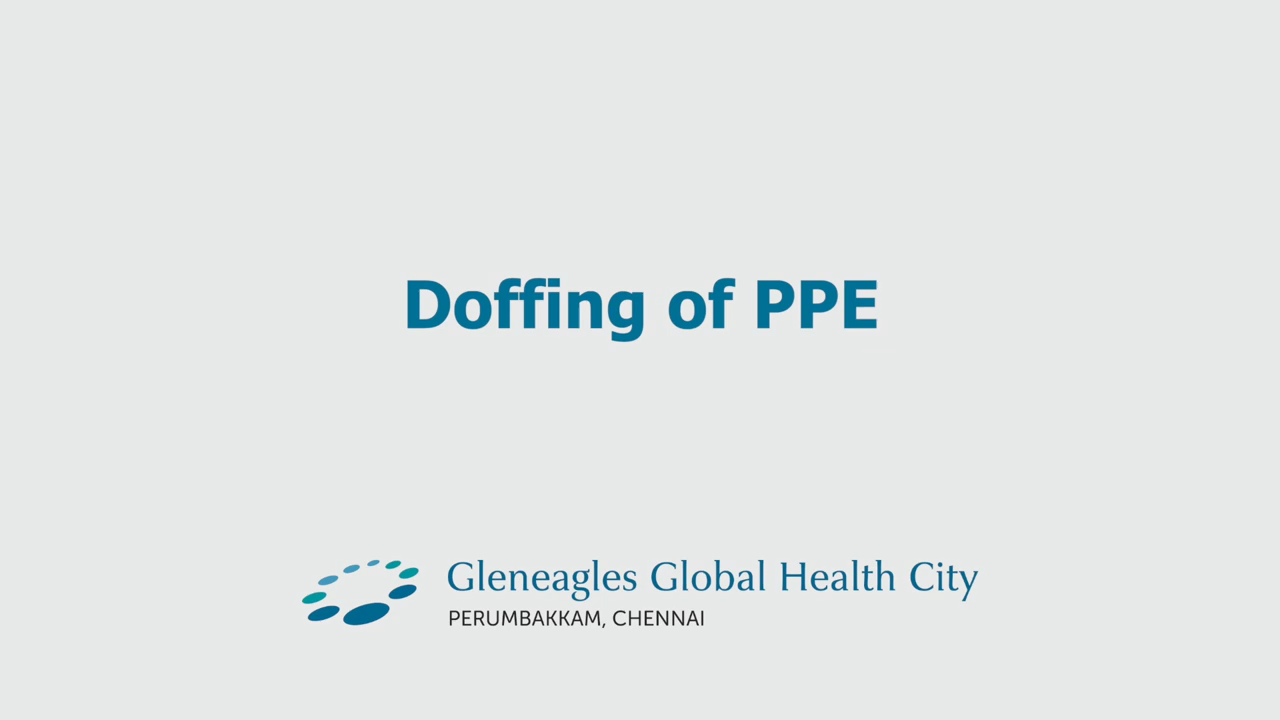 Doffing of PPE
Gleneagles Global Health City
PERUMBAKKAM, CHENNAI